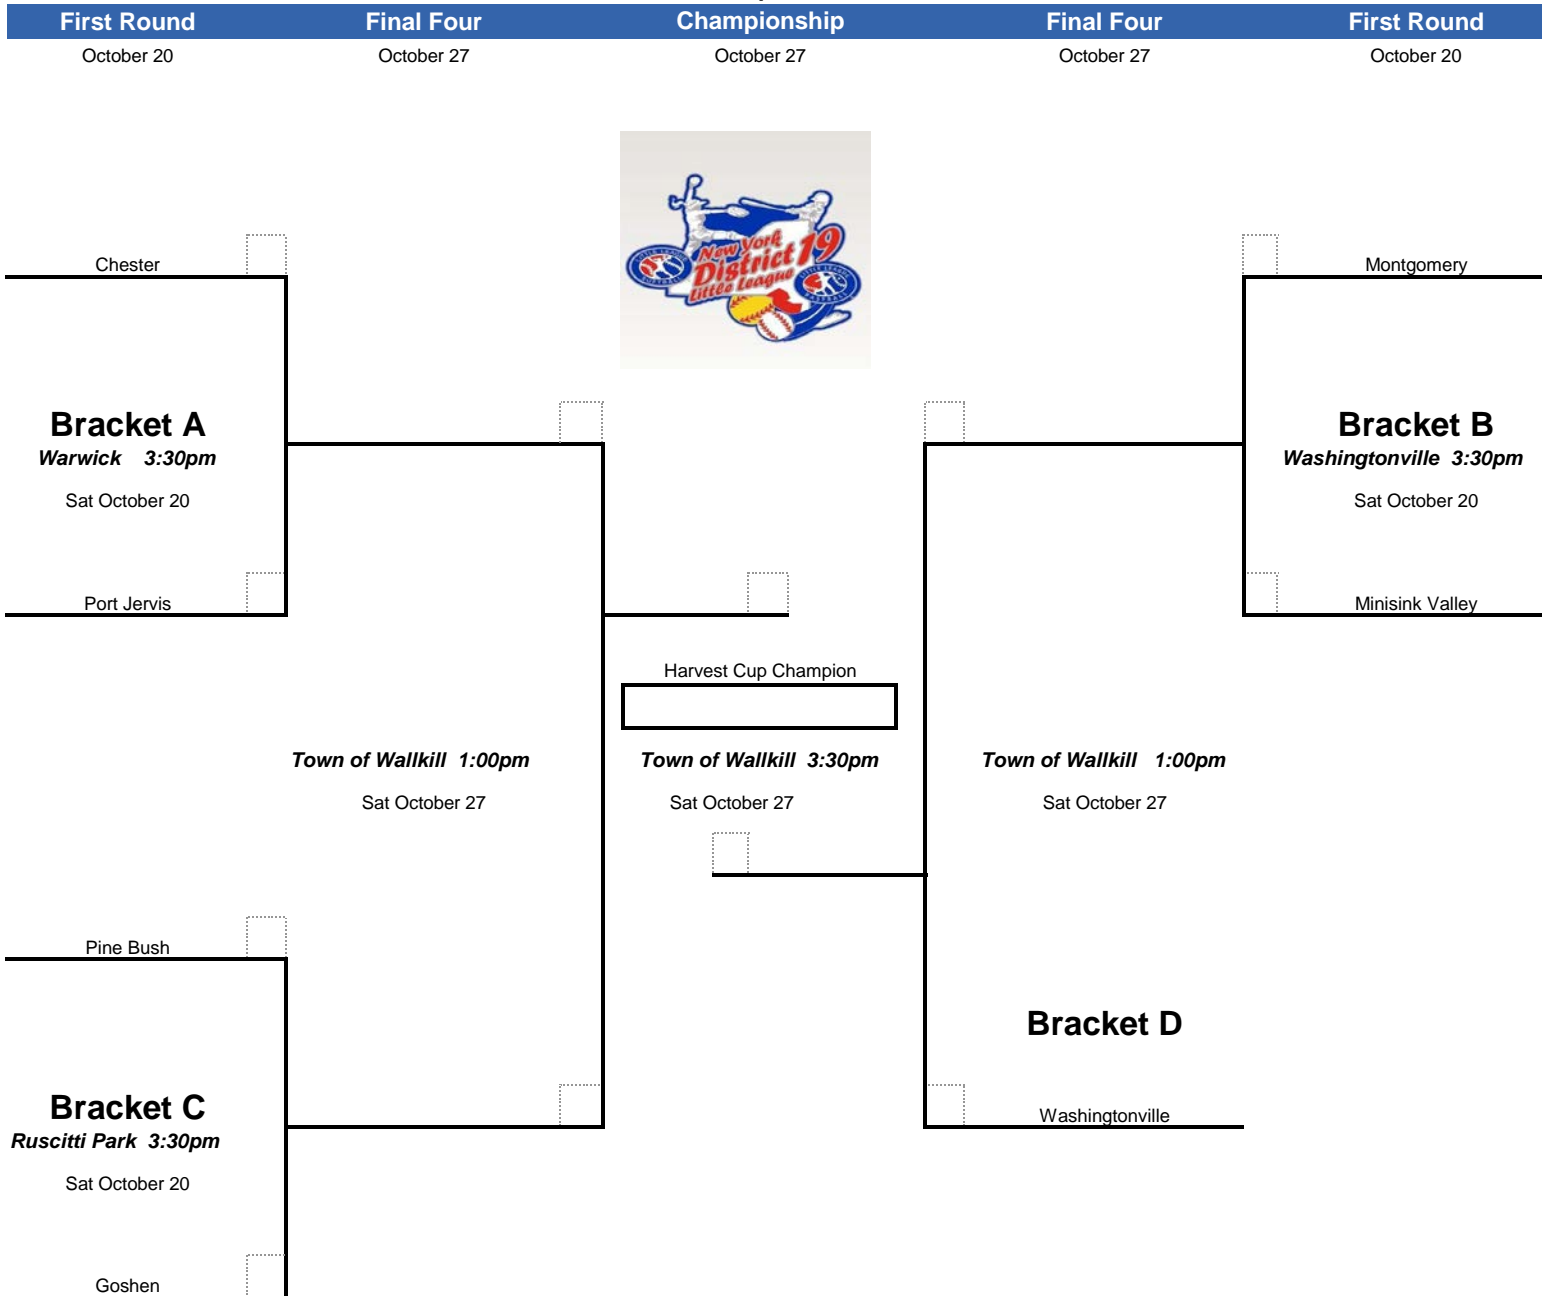 First Round Final Four Championship Final Four First Round
October 20 October 27 October 27 October 27 October 20
New York
District 19
Little League
Chester Montgomery
Bracket A Bracket B
Warwick 3:30pm Washingtonville 3:30pm
Sat October 20 Sat October 20
Port Jervis Minisink Valley
Harvest Cup Champion
Town of Wallkill 1:00pm Town of Wallkill 3:30pm Town of Wallkill 1:00pm
Sat October 27 Sat October 27 Sat October 27
Pine Bush
Bracket D
Bracket C
Washingtonville
Ruscitti Park 3:30pm
Sat October 20
Goshen